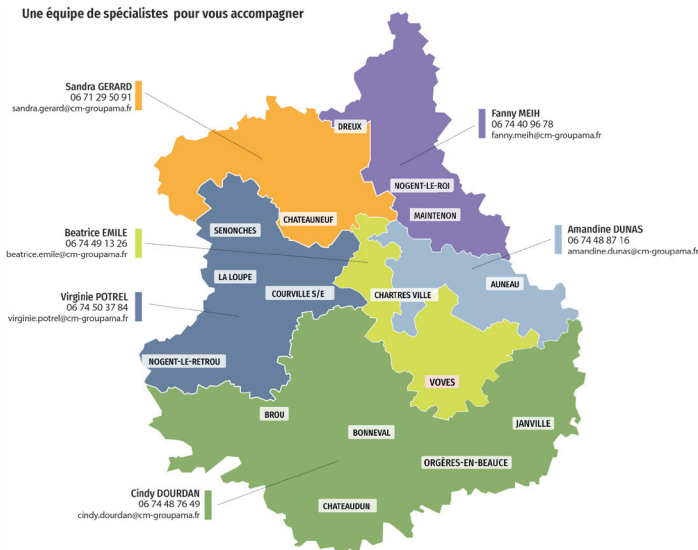 Une équipe de spécialistes pour vous accompagner
Sandra GERARD
06 71 29 50 91
sandra.gerard@cm-groupama.fr
DREUX
Fanny MEIH
06 74 40 96 78
fanny.meih@cm-groupama.fr
NOGENT-LE-ROI
MAINTENON
CHATEAUNEUF
SENONCHES
Beatrice EMILE
06 74 49 13 26
beatrice.emile@cm-groupama.fr
Amandine DUNAS
06 74 48 87 16
amandine.dunas@cm-groupama.fr
LA LOUPE
AUNEAU
COURVILLE S/E
CHARTRES VILLE
Virginie POTREL
06 74 50 37 84
virginie.potrel@cm-groupama.fr
NOGENT-LE-RETROU
VOVES
BROU
JANVILLE
BONNEVAL
ORGÈRES-EN-BEAUCE
Cindy DOURDAN
06 74 48 76 49
cindy.dourdan@cm-groupama.fr
CHATEAUDUN